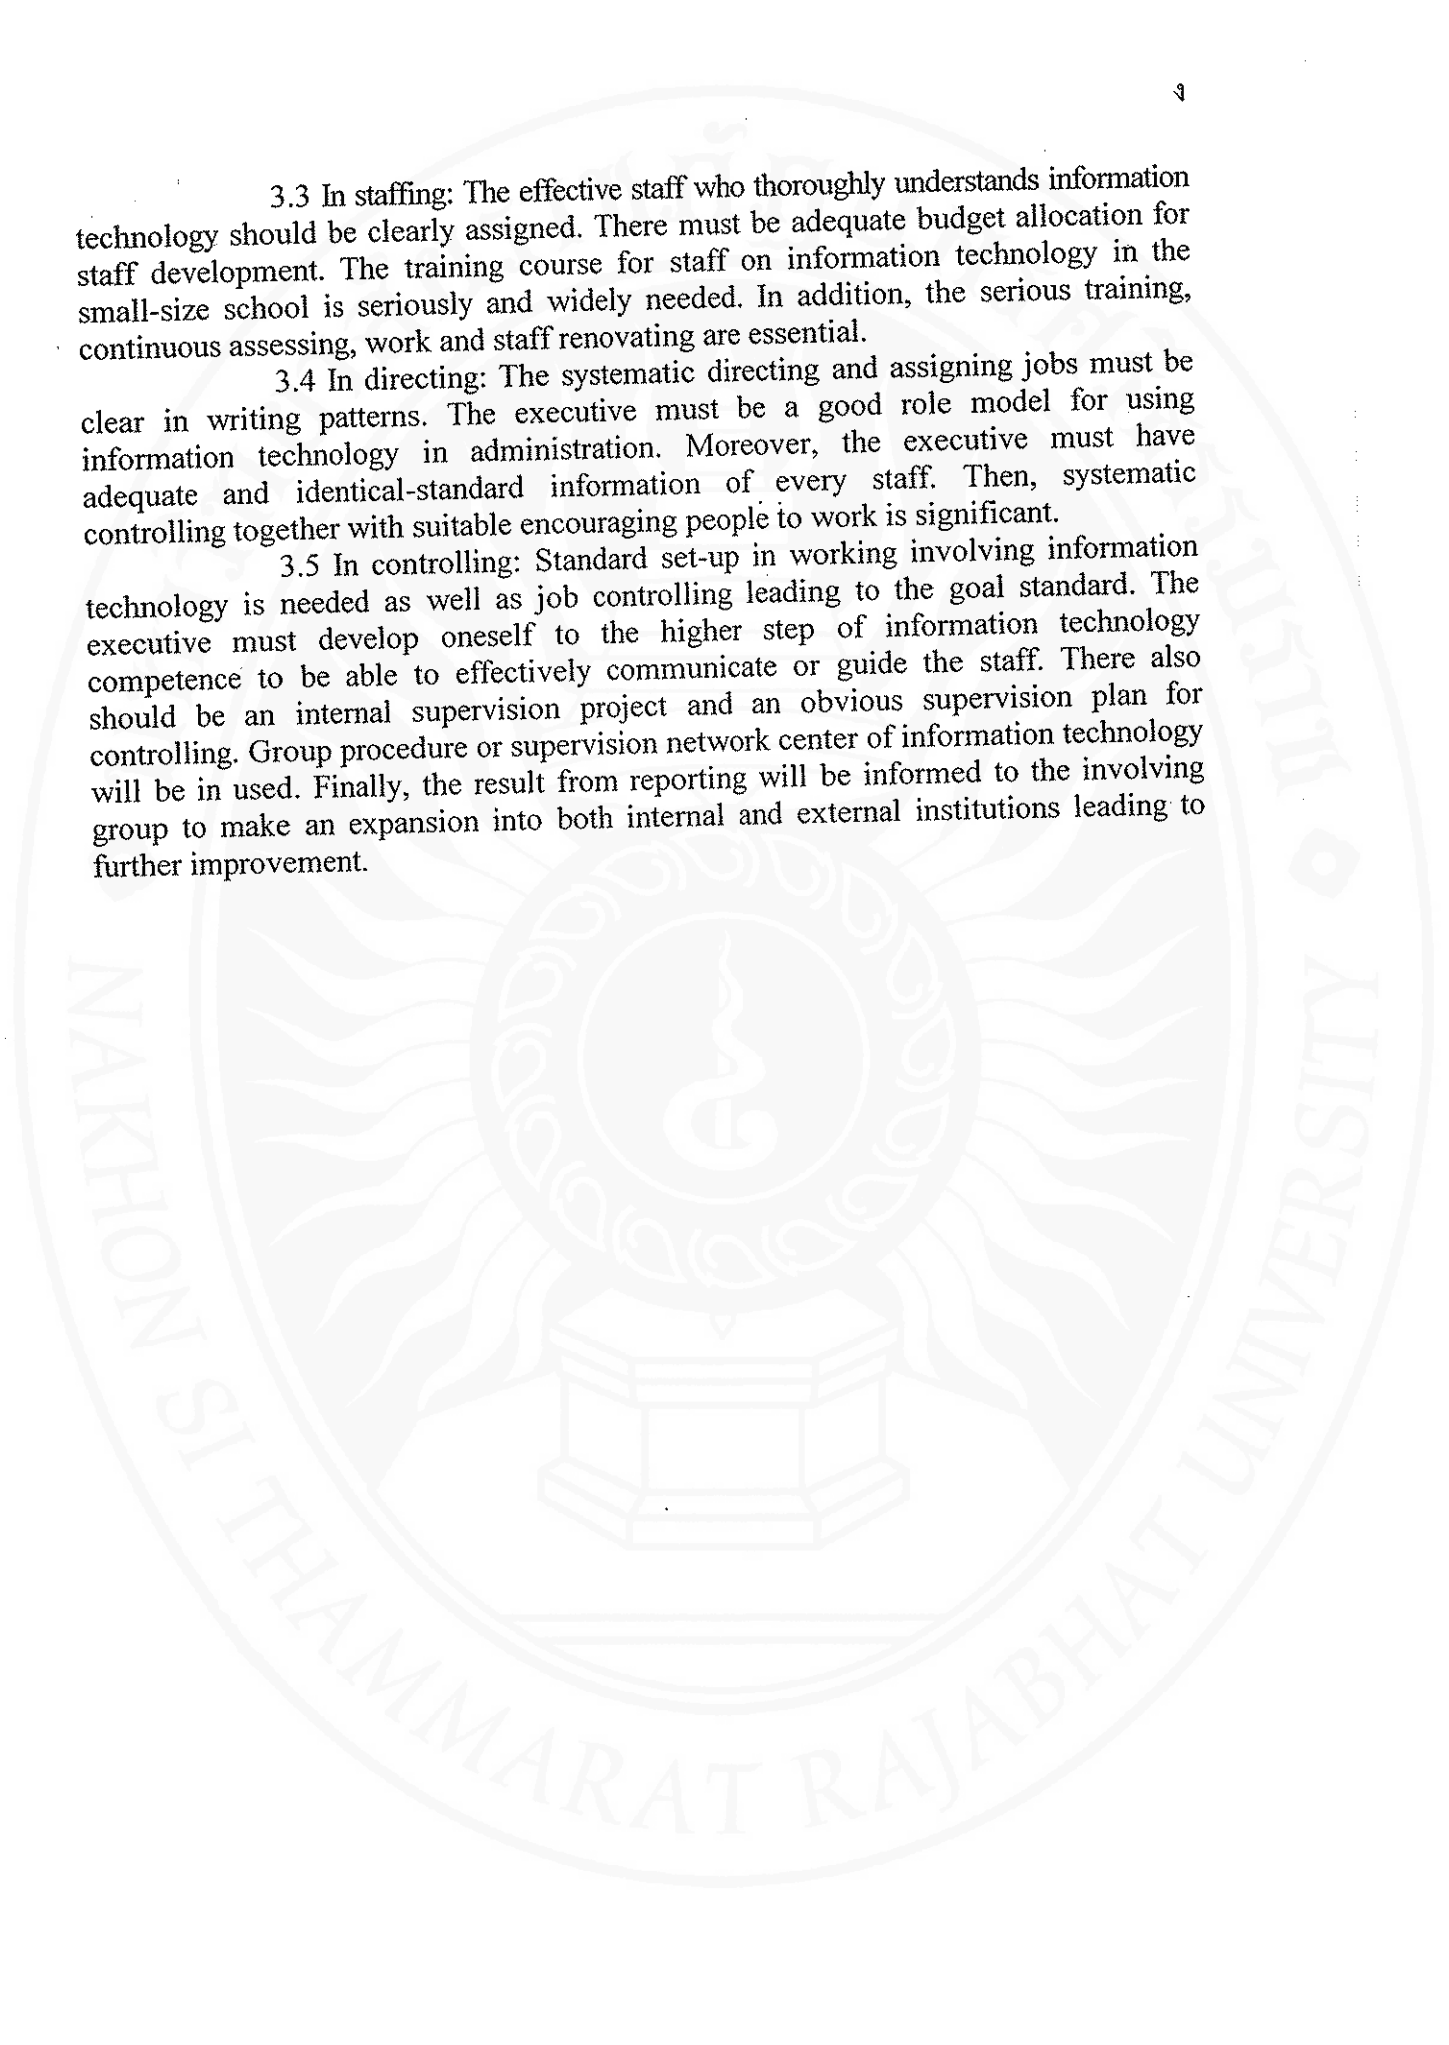 ง
3.3 In staffing: The effective staff who thoroughly understands information
technology should be clearly assigned. There must be adequate budget allocation for
staff development. The training course for staff on information technology in the
small-size school is seriously and widely needed. In addition, the serious training,
continuous assessing, work and staff renovating are essential.
3.4 In directing: The systematic directing and assigning jobs must be
clear in writing patterns. The executive must be a good role model for using
information technology in administration. Moreover, the executive must have
adequate and identical-standard information of every staff. Then, systematic
controlling together with suitable encouraging people to work is significant.
3.5 In controlling: Standard set-up in working involving information
technology is needed as well as job controlling leading to the goal standard. The
executive must develop oneself to the higher step of information technology
competence to be able to effectively communicate or guide the staff. There also
should be an internal supervision project and an obvious supervision plan for
controlling. Group procedure or supervision network center of information technology
will be in used. Finally, the result from reporting will be informed to the involving
group to make an expansion into both internal and external institutions leading to
further improvement.
NAKHON SI THAMMARAT RAJABHAT UNIVERSITY